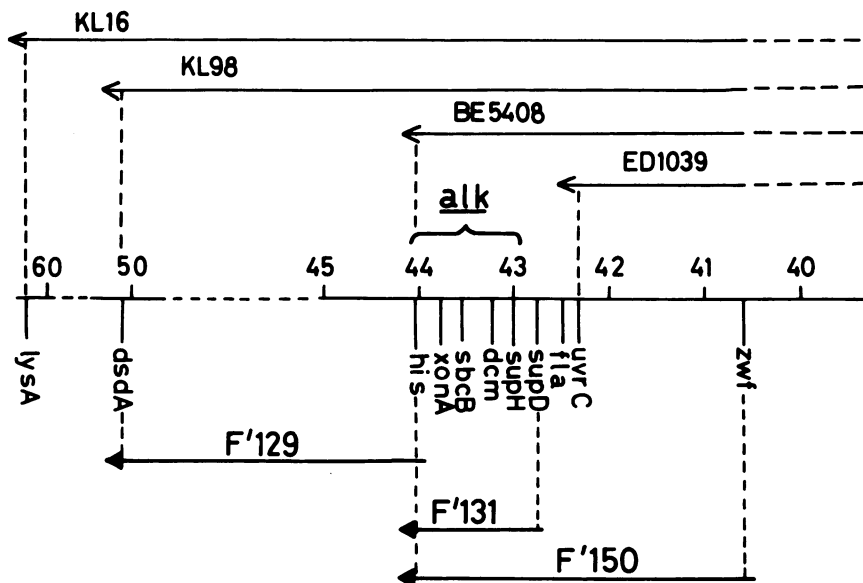 KL16
KL98
BE5408
ED1039
alk
60 50 45 44 43 42 41 40
lysA dsdA his xonA sbcB dcm supH supD fla uvrC zwf
F'129
F'131
F'150